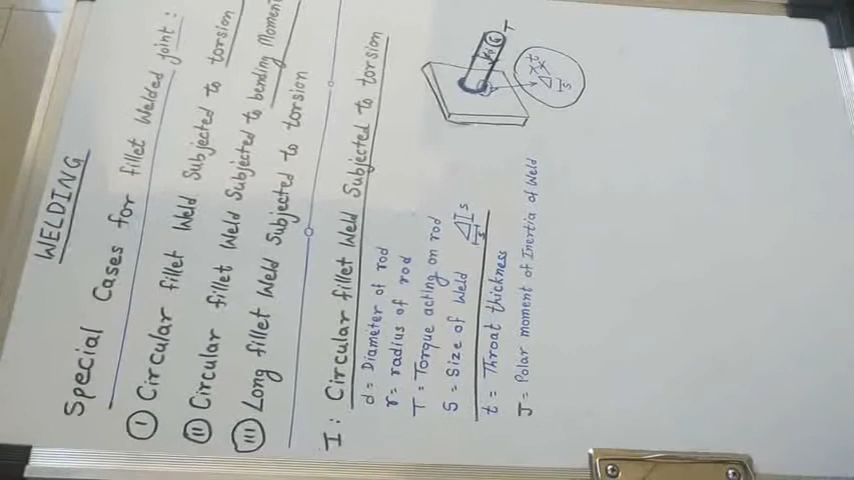 WELDING
Special Cases for fillet Welded joint :
I Circular fillet Weld Subjected to torsion
II Circular fillet Weld Subjected to bending Moment
III Long fillet Weld Subjected to torsion
I : Circular fillet Weld Subjected to torsion
d = Diameter of rod
r = radius of rod
T = Torque acting on rod
S = Size of Weld
S
S
t = Throat thickness
J = Polar moment of Inertia of Weld
T
t
S